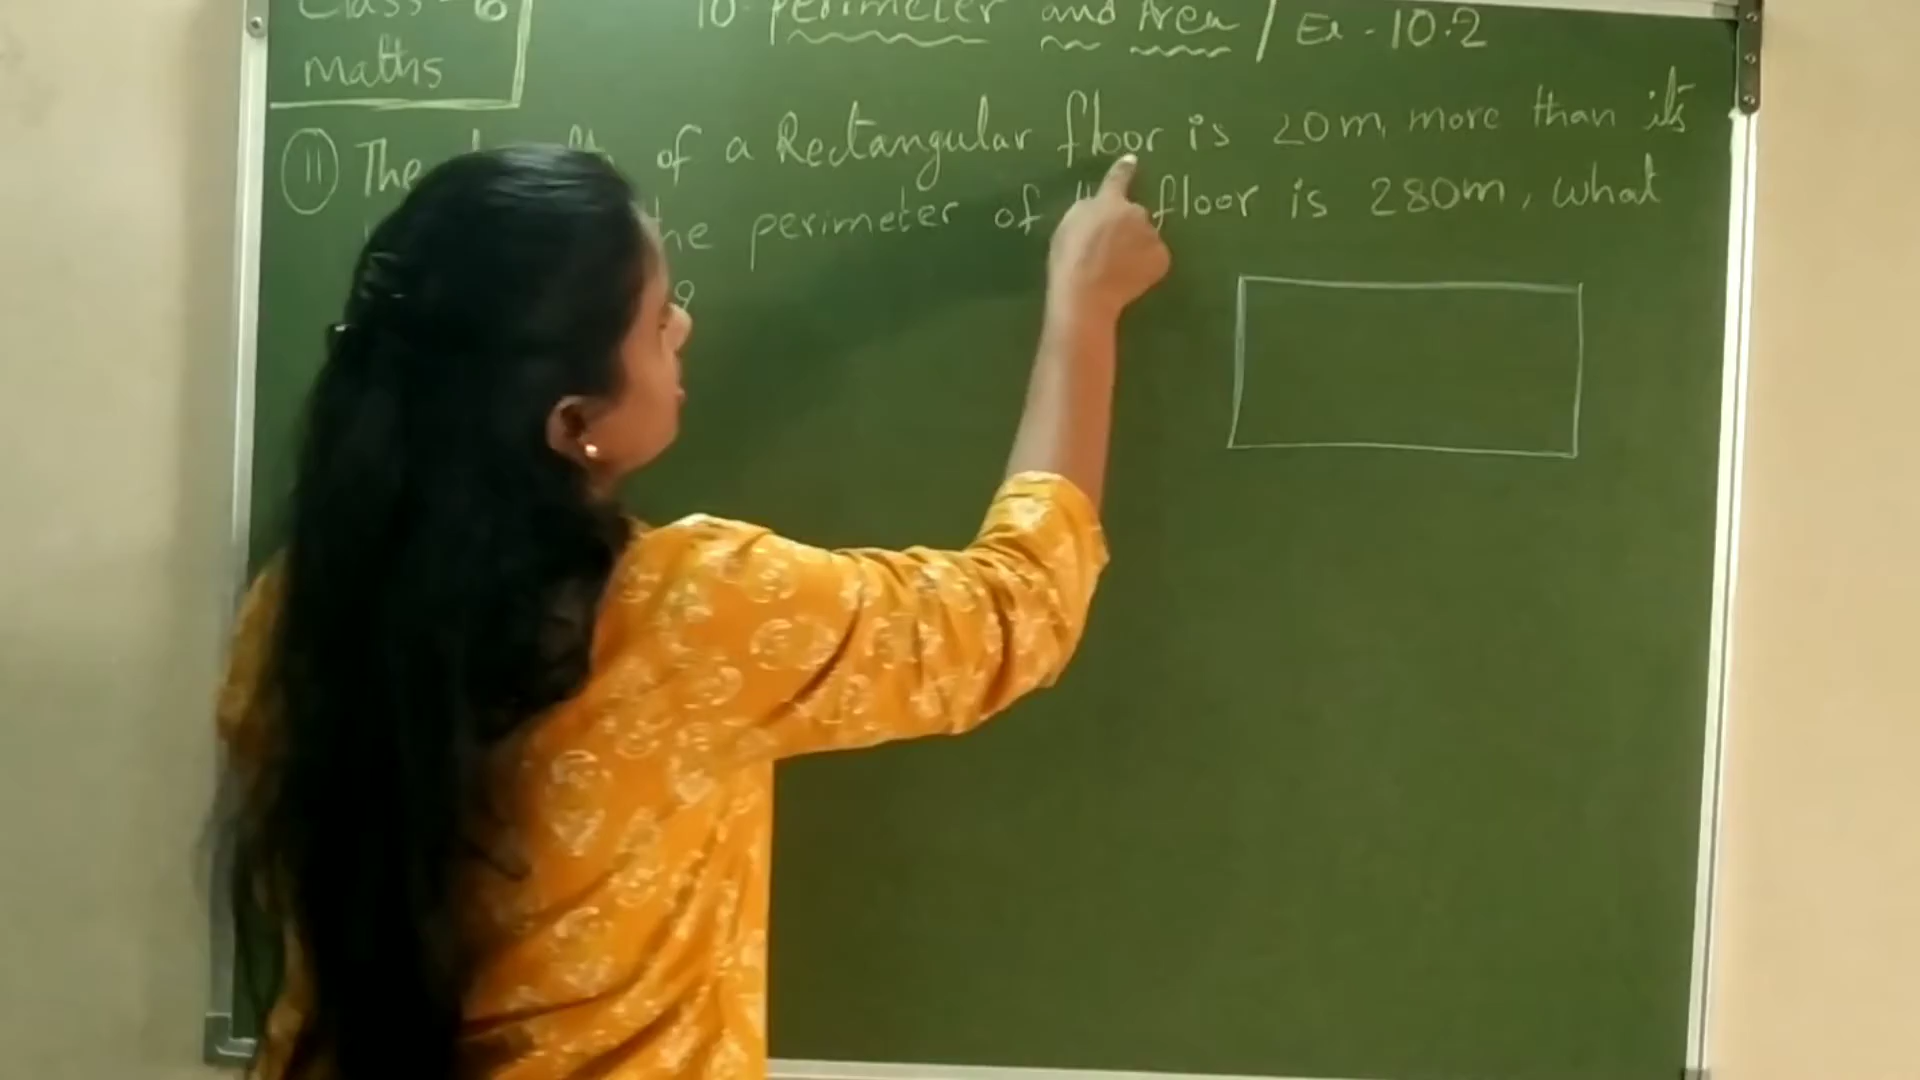 Class - 6
maths
10- Perimeter and Area / Ex - 10.2
11 The of a Rectangular floor is 20m more than its
the perimeter of floor is 280m, what
?